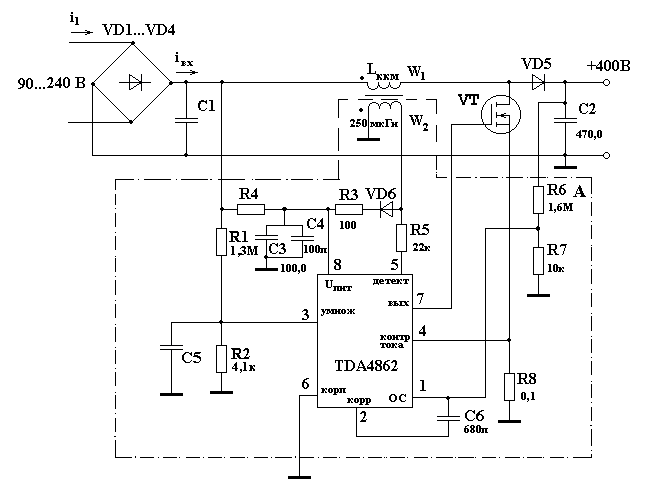 i1 VD1...VD4
iвх
Lккм W1
VD5
+400В
90...240 В
C1
VT
C2
470,0
250 мкГн
W2
R4
R3
100
VD6
R6
1,6М
A
C4
100п
R1
1,3М
C3
100,0
R5
22к
R7
10к
8
5
Uпит
детект
вых
7
3
умнож
4
контр
тока
C5
R2
4,1к
TDA4862
R8
0,1
6
корп
корр
ОС
1
2
C6
680п